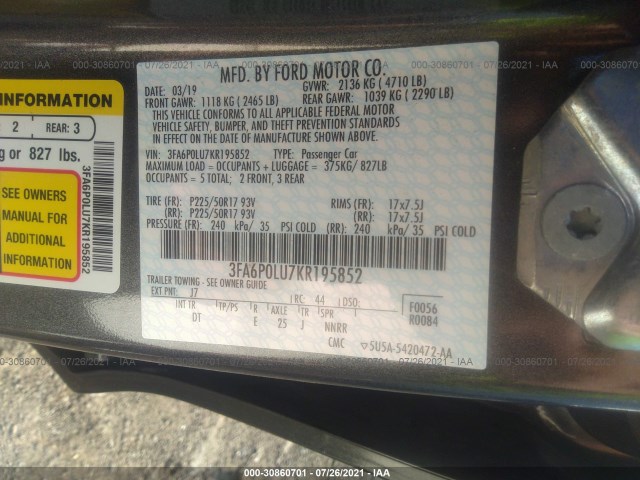 000-30860701 - 07/26/2021 - IAA
MFD. BY FORD MOTOR CO.
DATE: 03/19 GVWR: 2136 KG ( 4710 LB)
FRONT GAWR: 1118 KG ( 2465 LB) REAR GAWR: 1039 KG ( 2290 LB)
THIS VEHICLE CONFORMS TO ALL APPLICABLE FEDERAL MOTOR
VEHICLE SAFETY, BUMPER, AND THEFT PREVENTION STANDARDS
IN EFFECT ON THE DATE OF MANUFACTURE SHOWN ABOVE.
VIN: 3FA6P0LU7KR195852 TYPE: Passenger Car
MAXIMUM LOAD = OCCUPANTS + LUGGAGE = 375KG/ 827LB
OCCUPANTS = 5 TOTAL; 2 FRONT, 3 REAR
TIRE (FR): P225/50R17 93V RIMS (FR): 17x7.5J
(RR): P225/50R17 93V (RR): 17x7.5J
PRESSURE (FR): 240 kPa/ 35 PSI COLD (RR): 240 kPa/ 35 PSI COLD
3FA6P0LU7KR195852
TRAILER TOWING - SEE OWNER GUIDE
EXT PNT: J7 RC: 44 DSO:
INT TR TP/PS R AXLE TR SPR
DT E 25 J NNRR
F0056
R0084
CMC 5U5A-5420472-AA
INFORMATION
2 REAR: 3
or 827 lbs.
SEE OWNERS
MANUAL FOR
ADDITIONAL
INFORMATION
3FA6P0LU7KR195852
000-30860701 - 07/26/2021 - IAA
000-30860701 - 07/26/2021 - IAA